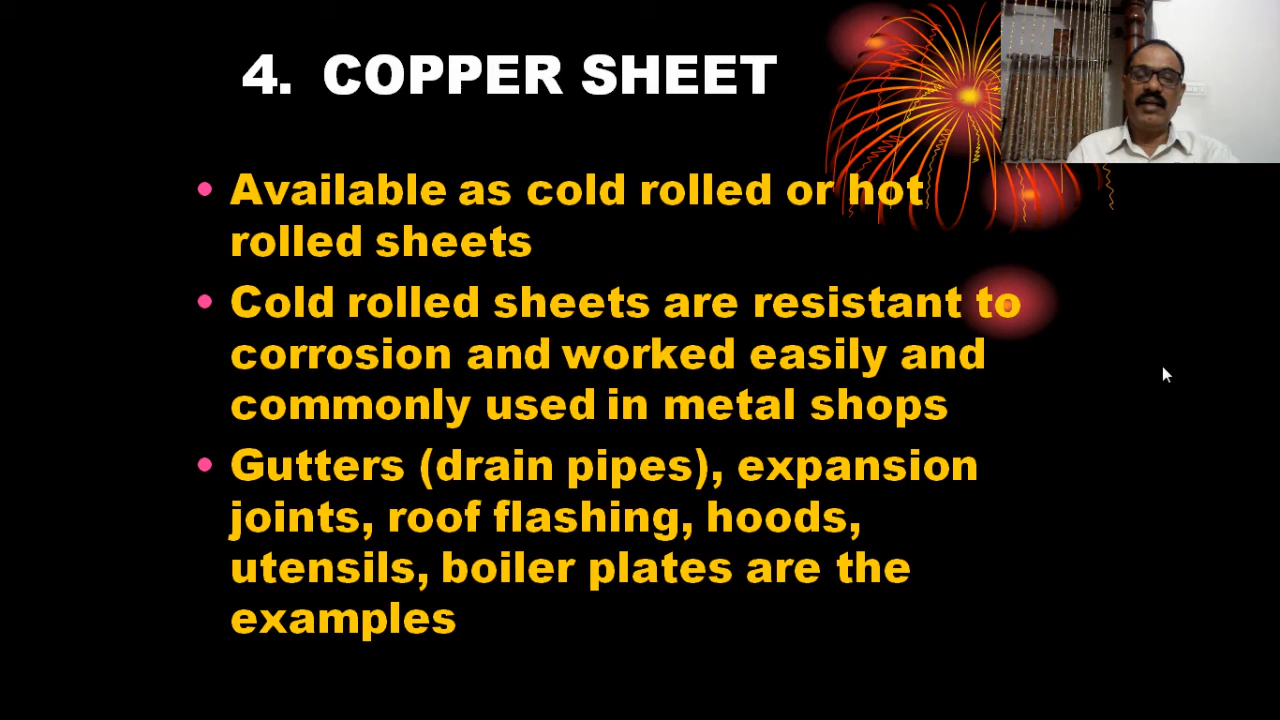 4. COPPER SHEET
• Available as cold rolled or hot
rolled sheets
• Cold rolled sheets are resistant to
corrosion and worked easily and
commonly used in metal shops
• Gutters (drain pipes), expansion
joints, roof flashing, hoods,
utensils, boiler plates are the
examples